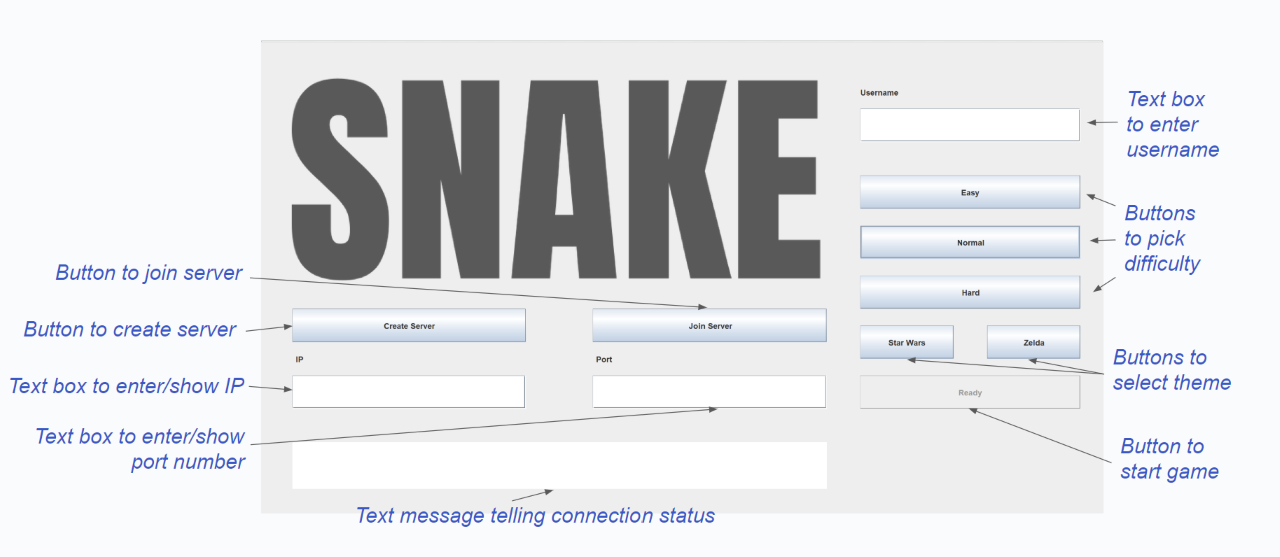 SNAKE
Username
Text box
to enter
username
Easy
Buttons
to pick
difficulty
Normal
Hard
Button to join server
Button to create server
Create Server
Join Server
Star Wars
Zelda
Buttons to
select theme
IP
Port
Text box to enter/show IP
Ready
Text box to enter/show
port number
Button to
start game
Text message telling connection status